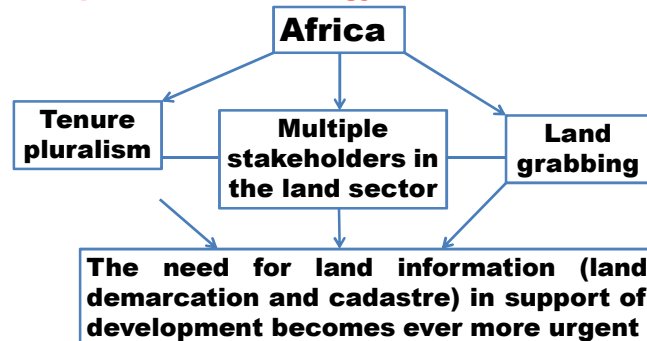 Africa
Tenure
pluralism
Multiple
stakeholders in
the land sector
Land
grabbing
The need for land information (land
demarcation and cadastre) in support of
development becomes ever more urgent